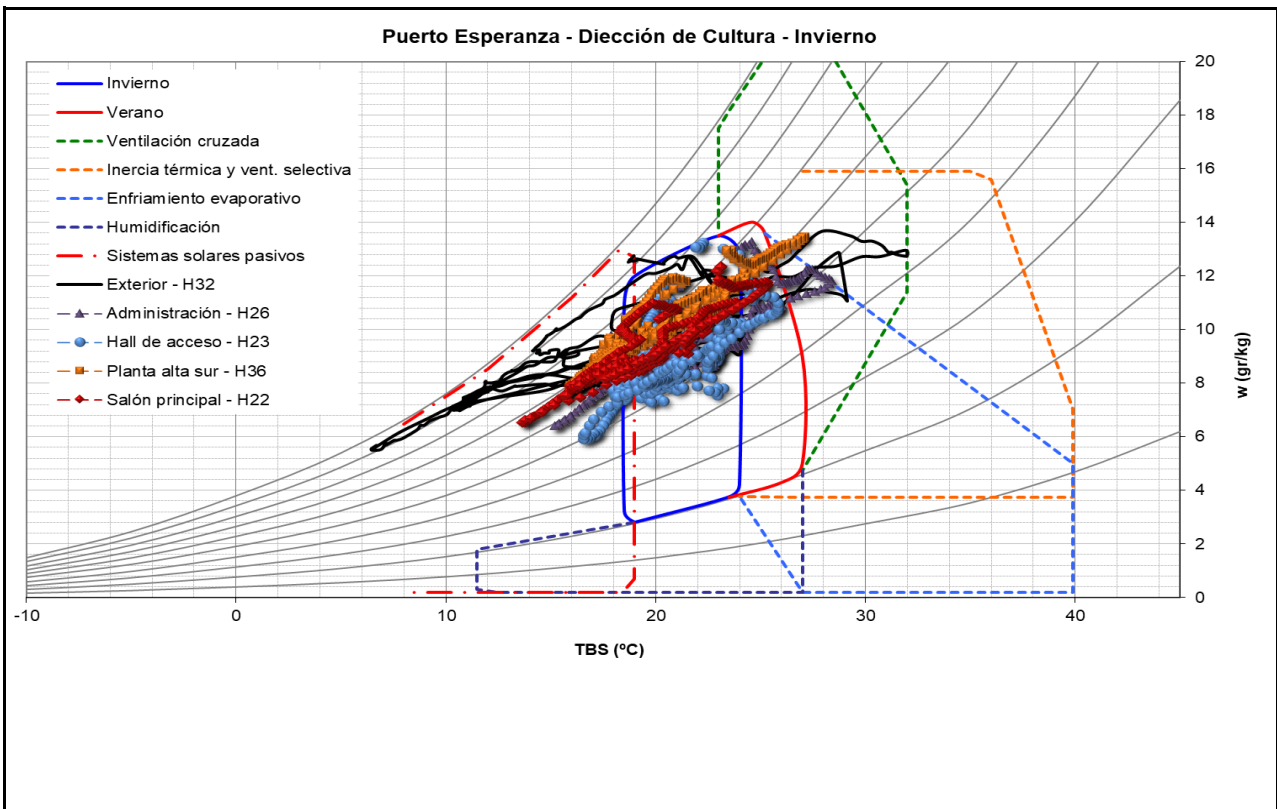 Puerto Esperanza - Diección de Cultura - Invierno
Invierno
Verano
Ventilación cruzada
Inercia térmica y vent. selectiva
Enfriamiento evaporativo
Humidificación
Sistemas solares pasivos
Exterior - H32
Administración - H26
Hall de acceso - H23
Planta alta sur - H36
Salón principal - H22
20
18
16
14
12
10
8
6
4
2
0
w (gr/kg)
-10 0 10 20 30 40
TBS (ºC)